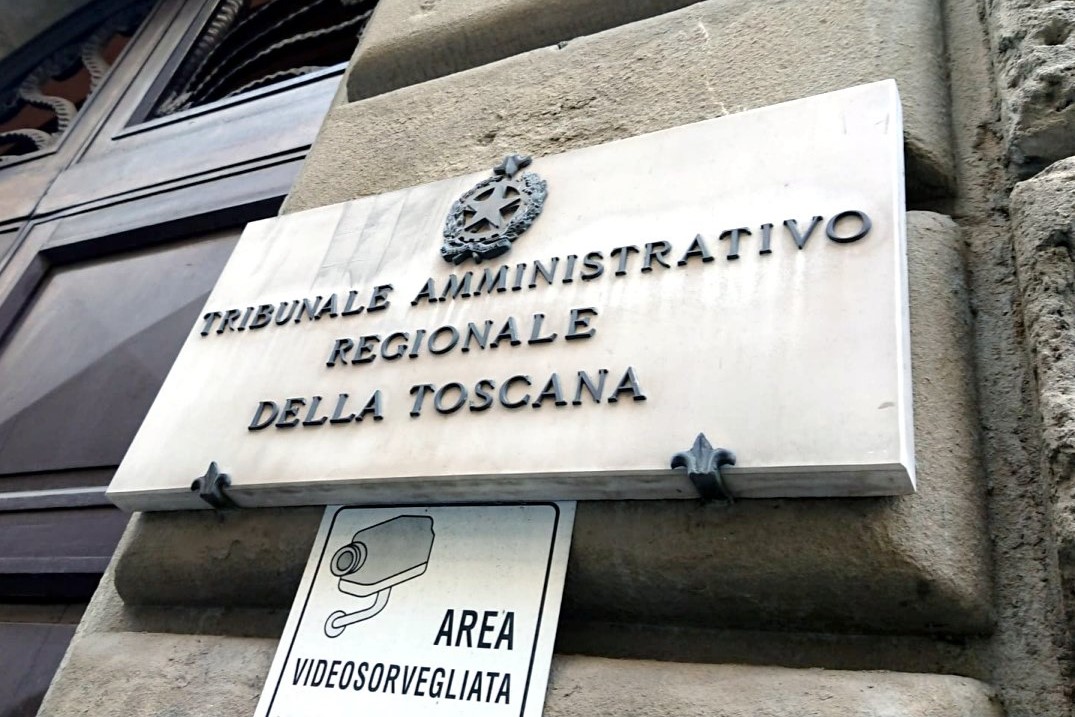 TRIBUNALE AMMINISTRATIVO
REGIONALE
DELLA TOSCANA
AREA
VIDEOSORVEGLIATA